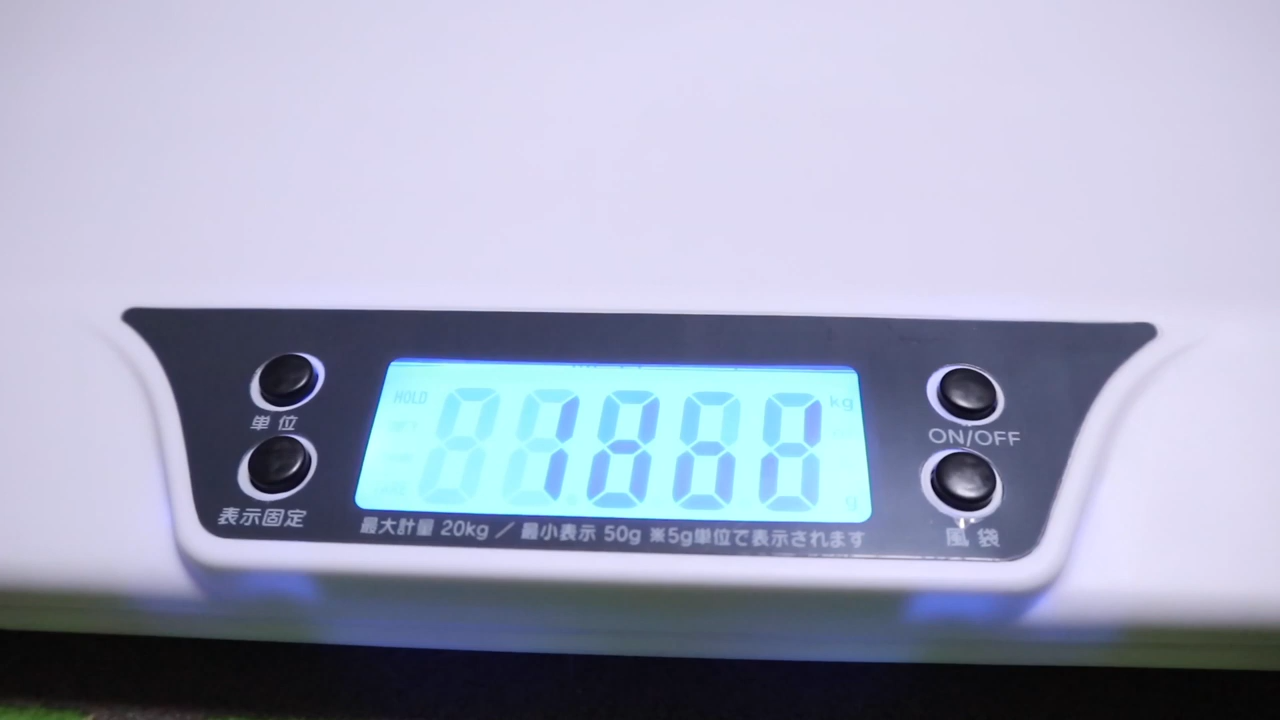 HOLD
kg
g
単位
ON/OFF
表示固定
風袋
最大計量 20kg / 最小表示 50g ※5g単位で表示されます